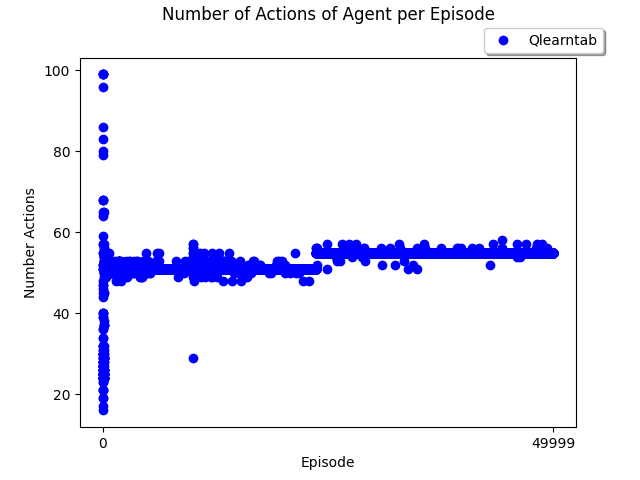 Number of Actions of Agent per Episode
Qlearntab
100
80
60
40
20
Number Actions
0
49999
Episode